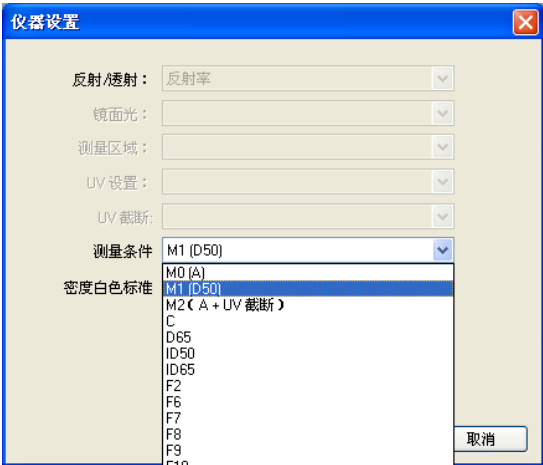 仪器设置
反射/透射： 反射率
镜面光：
测量区域：
UV 设置：
UV 截断:
测量条件 M1 (D50)
M0 (A)
密度白色标准 M1 (D50)
M2( A + UV 截断 )
C
D65
ID50
ID65
F2
F6
F7
F8
F9
取消
F10